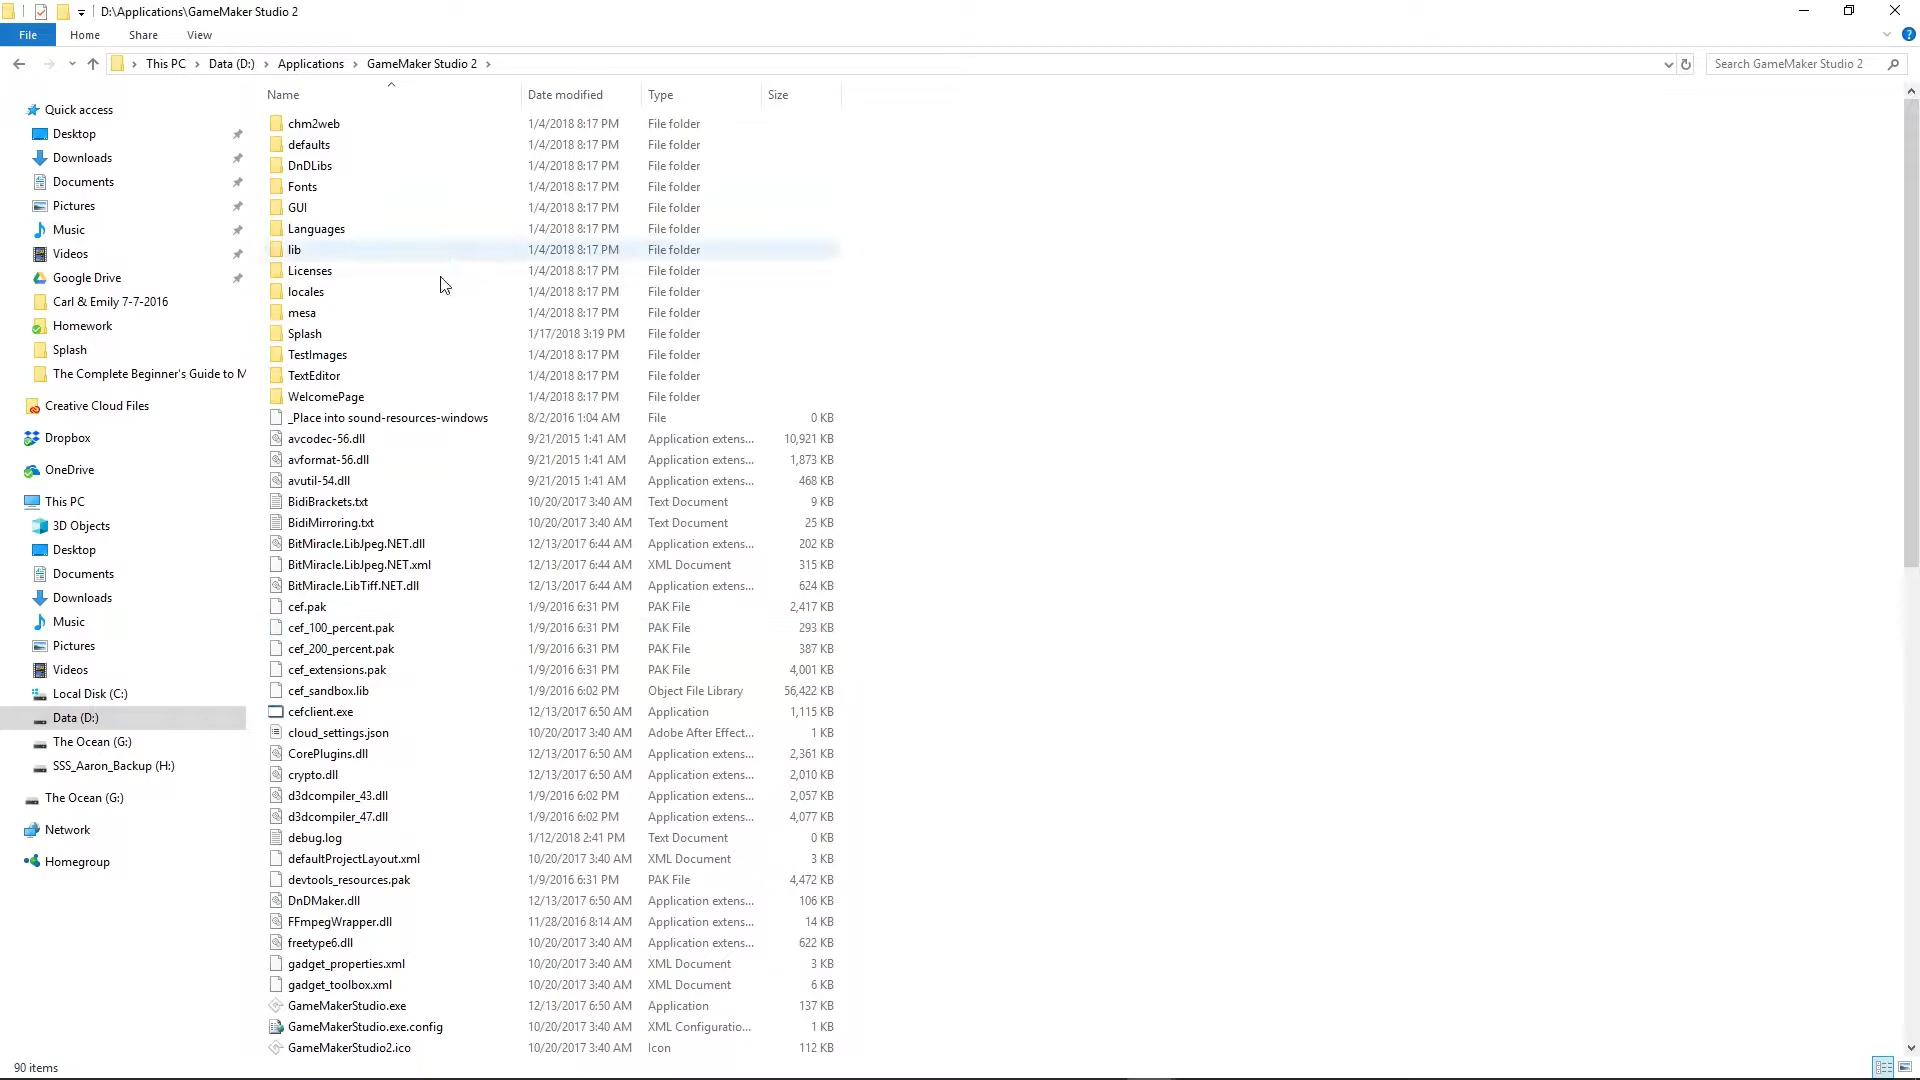 D:\Applications\GameMaker Studio 2
File Home Share View
This PC Data (D:) Applications GameMaker Studio 2 Search GameMaker Studio 2
Name Date modified Type Size
Quick access
Desktop
Downloads
Documents
Pictures
Music
Videos
Google Drive
Carl & Emily 7-7-2016
Homework
Splash
The Complete Beginner's Guide to M
Creative Cloud Files
Dropbox
OneDrive
This PC
3D Objects
Desktop
Documents
Downloads
Music
Pictures
Videos
Local Disk (C:)
Data (D:)
The Ocean (G:)
SSS_Aaron_Backup (H:)
The Ocean (G:)
Network
Homegroup
chm2web 1/4/2018 8:17 PM File folder
defaults 1/4/2018 8:17 PM File folder
DnDLibs 1/4/2018 8:17 PM File folder
Fonts 1/4/2018 8:17 PM File folder
GUI 1/4/2018 8:17 PM File folder
Languages 1/4/2018 8:17 PM File folder
lib 1/4/2018 8:17 PM File folder
Licenses 1/4/2018 8:17 PM File folder
locales 1/4/2018 8:17 PM File folder
mesa 1/4/2018 8:17 PM File folder
Splash 1/17/2018 3:19 PM File folder
TestImages 1/4/2018 8:17 PM File folder
TextEditor 1/4/2018 8:17 PM File folder
WelcomePage 1/4/2018 8:17 PM File folder
_Place into sound-resources-windows 8/2/2016 1:04 AM File 0 KB
avcodec-56.dll 9/21/2015 1:41 AM Application extens... 10,921 KB
avformat-56.dll 9/21/2015 1:41 AM Application extens... 1,873 KB
avutil-54.dll 9/21/2015 1:41 AM Application extens... 468 KB
BidiBrackets.txt 10/20/2017 3:40 AM Text Document 9 KB
BidiMirroring.txt 10/20/2017 3:40 AM Text Document 25 KB
BitMiracle.LibJpeg.NET.dll 12/13/2017 6:44 AM Application extens... 202 KB
BitMiracle.LibJpeg.NET.xml 12/13/2017 6:44 AM XML Document 315 KB
BitMiracle.LibTiff.NET.dll 12/13/2017 6:44 AM Application extens... 624 KB
cef.pak 1/9/2016 6:31 PM PAK File 2,417 KB
cef_100_percent.pak 1/9/2016 6:31 PM PAK File 293 KB
cef_200_percent.pak 1/9/2016 6:31 PM PAK File 387 KB
cef_extensions.pak 1/9/2016 6:31 PM PAK File 4,001 KB
cef_sandbox.lib 1/9/2016 6:02 PM Object File Library 56,422 KB
cefclient.exe 12/13/2017 6:50 AM Application 1,115 KB
cloud_settings.json 10/20/2017 3:40 AM Adobe After Effect... 1 KB
CorePlugins.dll 12/13/2017 6:50 AM Application extens... 2,361 KB
crypto.dll 12/13/2017 6:50 AM Application extens... 2,010 KB
d3dcompiler_43.dll 1/9/2016 6:02 PM Application extens... 2,057 KB
d3dcompiler_47.dll 1/9/2016 6:02 PM Application extens... 4,077 KB
debug.log 1/12/2018 2:41 PM Text Document 0 KB
defaultProjectLayout.xml 10/20/2017 3:40 AM XML Document 3 KB
devtools_resources.pak 1/9/2016 6:31 PM PAK File 4,472 KB
DnDMaker.dll 12/13/2017 6:50 AM Application extens... 106 KB
FFmpegWrapper.dll 11/28/2016 8:14 AM Application extens... 14 KB
freetype6.dll 10/20/2017 3:40 AM Application extens... 622 KB
gadget_properties.xml 10/20/2017 3:40 AM XML Document 3 KB
gadget_toolbox.xml 10/20/2017 3:40 AM XML Document 6 KB
GameMakerStudio.exe 12/13/2017 6:50 AM Application 137 KB
GameMakerStudio.exe.config 10/20/2017 3:40 AM XML Configuratio... 1 KB
GameMakerStudio2.ico 10/20/2017 3:40 AM Icon 112 KB
90 items